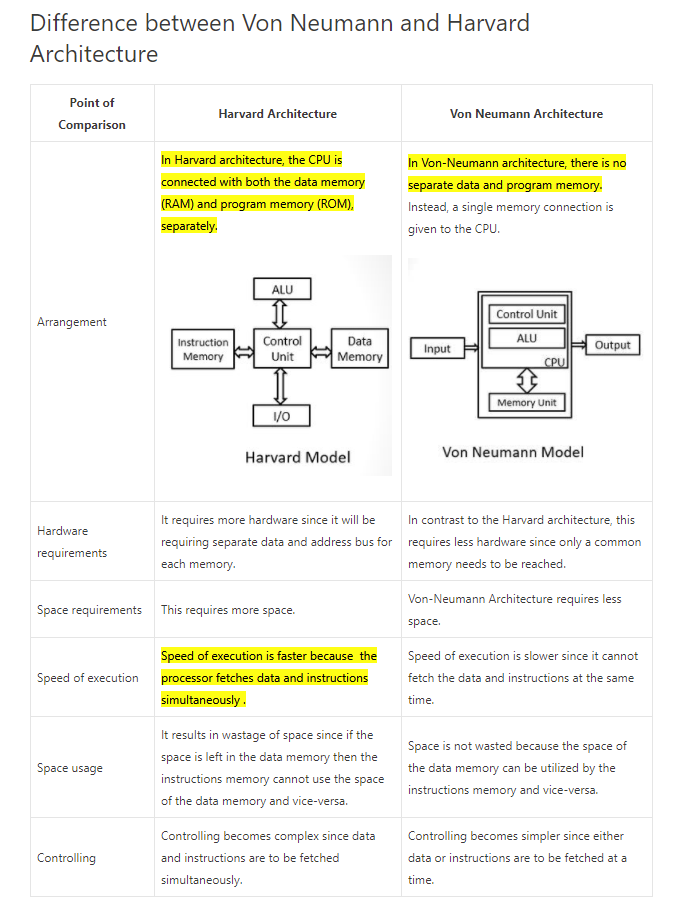 Difference between Von Neumann and Harvard
Architecture
Point of
Comparison
Harvard Architecture
Von Neumann Architecture
Arrangement
In Harvard architecture, the CPU is
connected with both the data memory
(RAM) and program memory (ROM),
separately.
ALU
Instruction
Memory
Control
Unit
Data
Memory
I/O
Harvard Model
In Von-Neumann architecture, there is no
separate data and program memory.
Instead, a single memory connection is
given to the CPU.
Control Unit
ALU
CPU
Input
Output
Memory Unit
Von Neumann Model
Hardware
requirements
It requires more hardware since it will be
requiring separate data and address bus for
each memory.
In contrast to the Harvard architecture, this
requires less hardware since only a common
memory needs to be reached.
Space requirements
This requires more space.
Von-Neumann Architecture requires less
space.
Speed of execution
Speed of execution is faster because the
processor fetches data and instructions
simultaneously .
Speed of execution is slower since it cannot
fetch the data and instructions at the same
time.
Space usage
It results in wastage of space since if the
space is left in the data memory then the
instructions memory cannot use the space
of the data memory and vice-versa.
Space is not wasted because the space of
the data memory can be utilized by the
instructions memory and vice-versa.
Controlling
Controlling becomes complex since data
and instructions are to be fetched
simultaneously.
Controlling becomes simpler since either
data or instructions are to be fetched at a
time.